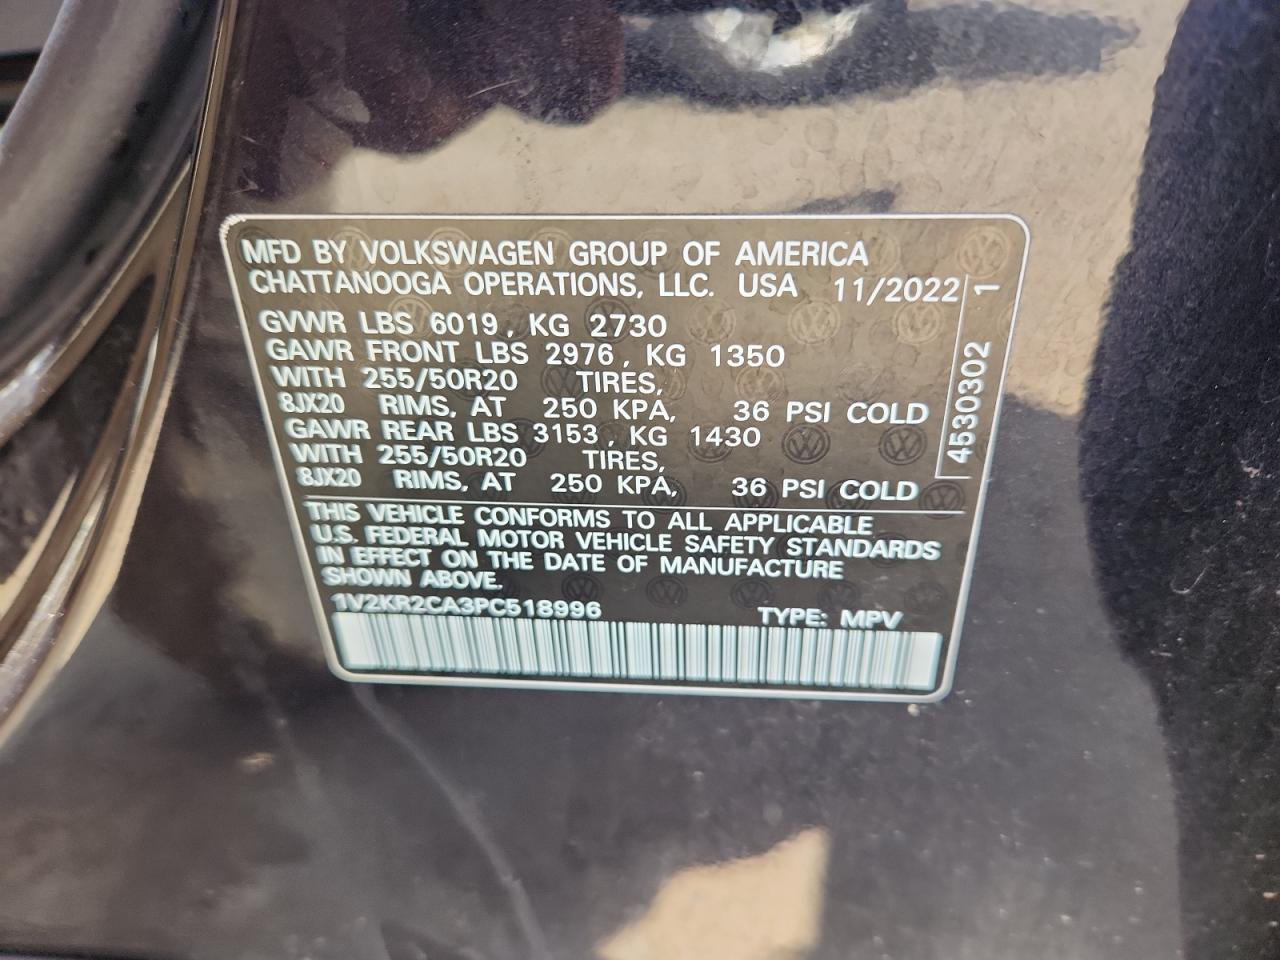 MFD BY VOLKSWAGEN GROUP OF AMERICA
CHATTANOOGA OPERATIONS, LLC. USA 11/2022
GVWR LBS 6019, KG 2730
GAWR FRONT LBS 2976, KG 1350
WITH 255/50R20 TIRES,
8JX20 RIMS, AT 250 KPA, 36 PSI COLD
GAWR REAR LBS 3153, KG 1430
WITH 255/50R20 TIRES,
8JX20 RIMS, AT 250 KPA, 36 PSI COLD
4530302 1
THIS VEHICLE CONFORMS TO ALL APPLICABLE
U.S. FEDERAL MOTOR VEHICLE SAFETY STANDARDS
IN EFFECT ON THE DATE OF MANUFACTURE
SHOWN ABOVE.
1V2KR2CA3PC518996 TYPE: MPV